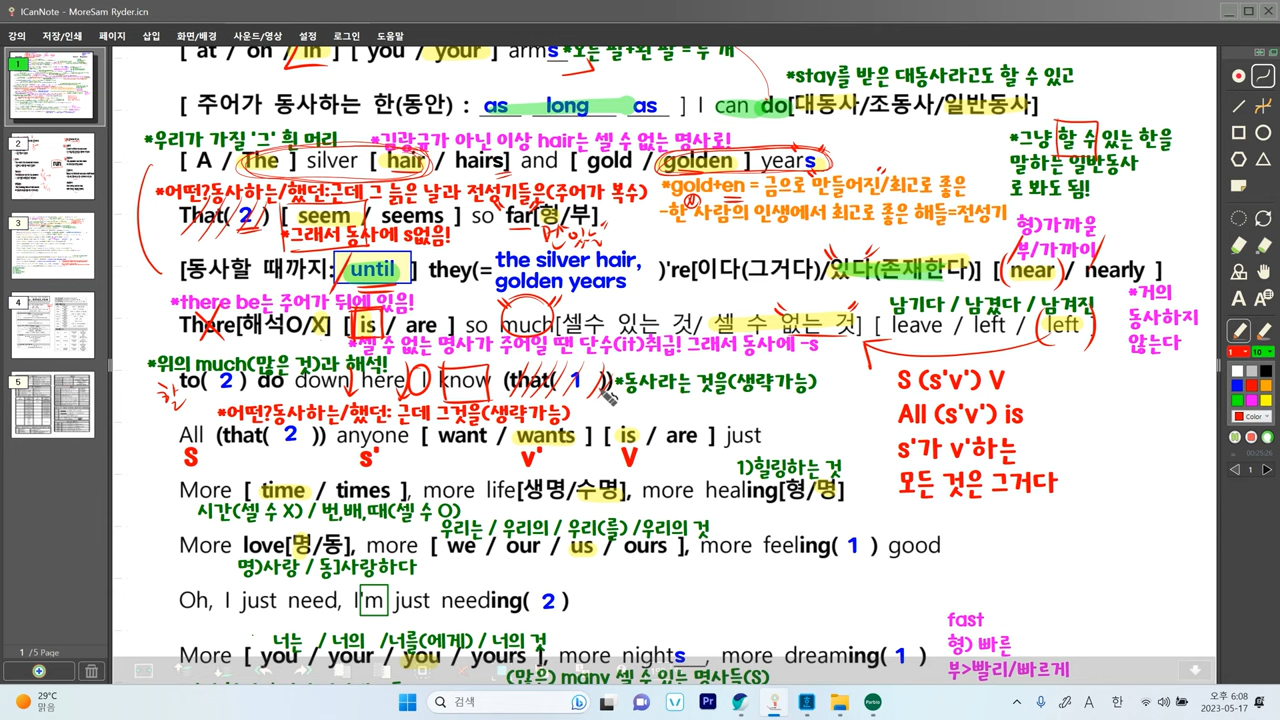 ICanNote - MoreSam Ryder.icn
강의 저장/인쇄 페이지 삽입 화면/배경 사운드/영상 설정 로그인 도움말
[ at / on / in ] [ you / your ] arms *오른 팔+왼 팔 = 두 개
*stay를 받은 대동사라고도 할 수 있고
[ 주어가 동사하는 한(동안) : as long as ] I can do[대동사/조동사/일반동사]
*우리가 가질 '그' 흰 머리 *김광규가 아닌 이상 hair는 셀 수 없는 명사로!
*그냥 할 수 있는 한을
말하는 일반동사
로 봐도 됨!
[ A / The ] silver [ hair / hairs] and [ gold / golden ] years
*어떤?동사하는/했던:근데 그 늙은 날과 전성기들은(주어가 복수)
*gold+en = 금으로 만들어진/최고로 좋은
-한 사람의 인생에서 최고로 좋은 해들=전성기
That( 2 ) [ seem / seems ] so far[형/부]
*그래서 동사에 s없음!
형)가까운
부/가까이
[동사할 때까지: until ] they(= the silver hair, golden years )'re[이다(그거다)/있다(존재한다)] [ near / nearly ]
*there be는 주어가 뒤에 있음!
남기다 / 남겼다 / 남겨진
*거의
동사하지
않는다
There[해석O/X] [ is / are ] so much[셀수 있는 것/ 셀 수 없는 것] [ leave / left / left )
*셀 수 없는 명사가 주어일 땐 단수(it)취급! 그래서 동사에 -s
*위의 much(많은 것)과 해석!
할
to( 2 ) do down here I know (that( 1 ))*동사라는 것을(생략가능)
*어떤?동사하는/했던: 근데 그것을(생략가능)
S (s'v') V
All (s'v') is
s'가 v'하는
모든 것은 그거다
All (that( 2 )) anyone [ want / wants ] [ is / are ] just
S s' v' V
1)힐링하는 것
More [ time / times ], more life[생명/수명], more healing[형/명]
시간(셀 수 X) / 번,배,때(셀 수 O)
우리는 / 우리의 / 우리(를) /우리의 것
More love[명/동], more [ we / our / us / ours ], more feeling( 1 ) good
명)사랑 / 동]사랑하다
Oh, I just need, I'm just needing( 2 )
fast
형) 빠른
부>빨리/빠르게
너는 / 너의 /너를(에게) / 너의 것
More [ you / your / you / yours ], more nights, more dreaming( 1 )
(많은) many 셀 수 있는 명사들(S)
1 /5 Page
29°C
맑음
검색
오후 6:08
2023-05-17